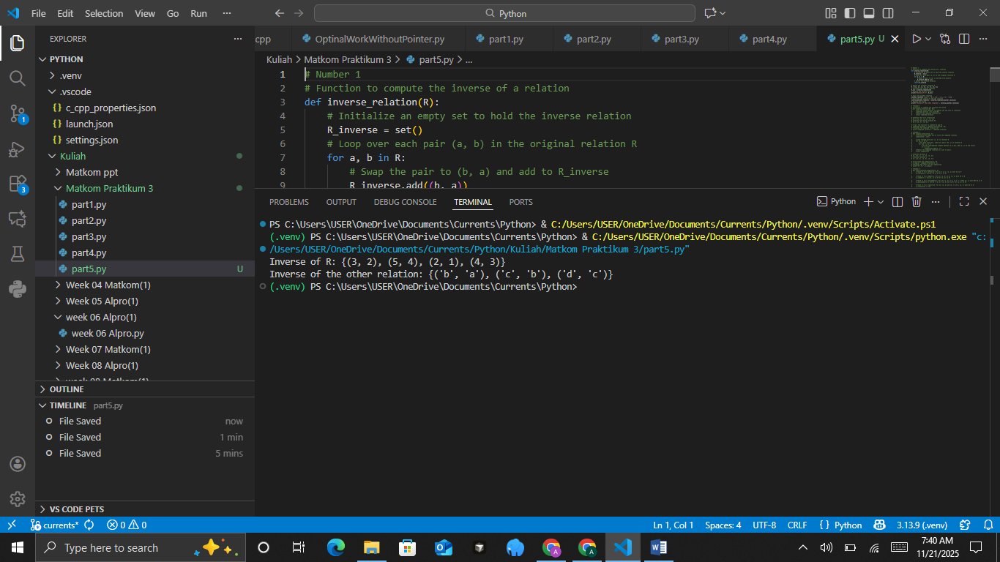 File Edit Selection View Go Run ··· Python
EXPLORER ···
PYTHON
.venv
.vscode
c_cpp_properties.json
launch.json
settings.json
Kuliah
Matkom ppt
Matkom Praktikum 3
part1.py
part2.py
part3.py
part4.py
part5.py U
Week 04 Matkom(1)
Week 05 Alpro(1)
week 06 Alpro(1)
week 06 Alpro.py
Week 07 Matkom(1)
Week 08 Alpro(1)
OUTLINE
TIMELINE part5.py
File Saved now
File Saved 1 min
File Saved 5 mins
VS CODE PETS
1
3
cpp OptinalWorkWithoutPointer.py part1.py part2.py part3.py part4.py part5.py U
Kuliah > Matkom Praktikum 3 > part5.py > ...
1 # Number 1
2 # Function to compute the inverse of a relation
3 def inverse_relation(R):
4 # Initialize an empty set to hold the inverse relation
5 R_inverse = set()
6 # Loop over each pair (a, b) in the original relation R
7 for a, b in R:
8 # Swap the pair to (b, a) and add to R_inverse
9 R_inverse.add((b, a))
PROBLEMS OUTPUT DEBUG CONSOLE TERMINAL PORTS Python
PS C:\Users\USER\OneDrive\Documents\Currents\Python> & C:/Users/USER/OneDrive/Documents/Currents/Python/.venv/Scripts/Activate.ps1
(.venv) PS C:\Users\USER\OneDrive\Documents\Currents\Python> & C:/Users/USER/OneDrive/Documents/Currents/Python/.venv/Scripts/python.exe "c:
/Users/USER/OneDrive/Documents/Currents/Python/Kuliah/Matkom Praktikum 3/part5.py"
Inverse of R: {(3, 2), (5, 4), (2, 1), (4, 3)}
Inverse of the other relation: {('b', 'a'), ('c', 'b'), ('d', 'c')}
(.venv) PS C:\Users\USER\OneDrive\Documents\Currents\Python>
currents* 0 0 Ln 1, Col 1 Spaces: 4 UTF-8 CRLF { } Python 3.13.9 (.venv)
Type here to search
7:40 AM
11/21/2025